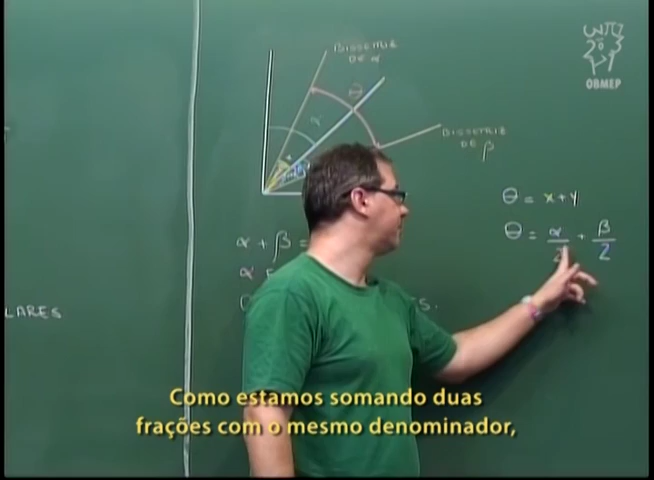 BISSETRIZ
DE α
OBMEP
θ
α
BISSETRIZ
DE β
θ = x + y
θ = α/2 + β/2
α + β =
α
LARES
Como estamos somando duas
frações com o mesmo denominador,